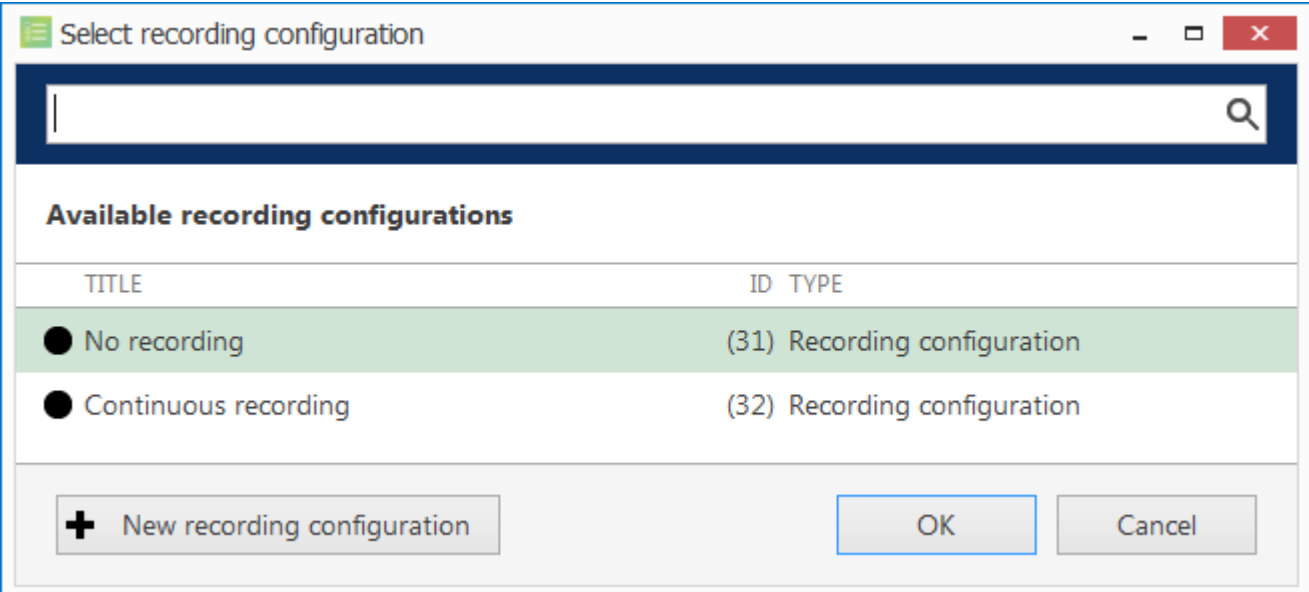 Select recording configuration
Available recording configurations
TITLE ID TYPE
No recording (31) Recording configuration
Continuous recording (32) Recording configuration
New recording configuration OK Cancel